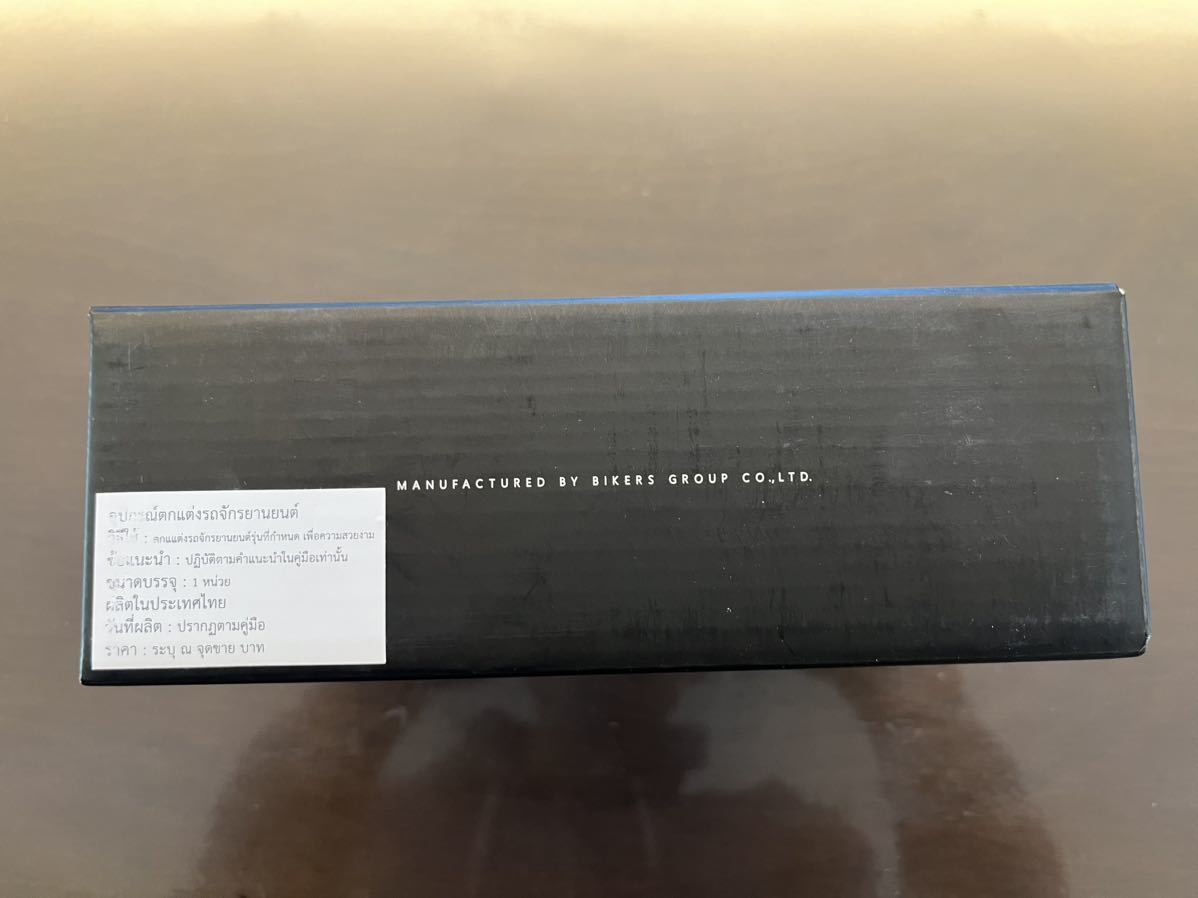 MANUFACTURED BY BIKERS GROUP CO.,LTD.
อุปกรณ์ตกแต่งรถจักรยานยนต์
วิธีใช้ : ตกแแต่งรถจักรยานยนต์รุ่นที่กำหนด เพื่อความสวยงาม
ข้อแนะนำ : ปฏิบัติตามคำแนะนำในคู่มือเท่านั้น
ขนาดบรรจุ : 1 หน่วย
ผลิตในประเทศไทย
วันที่ผลิต : ปรากฏตามคู่มือ
ราคา : ระบุ ณ จุดขาย บาท